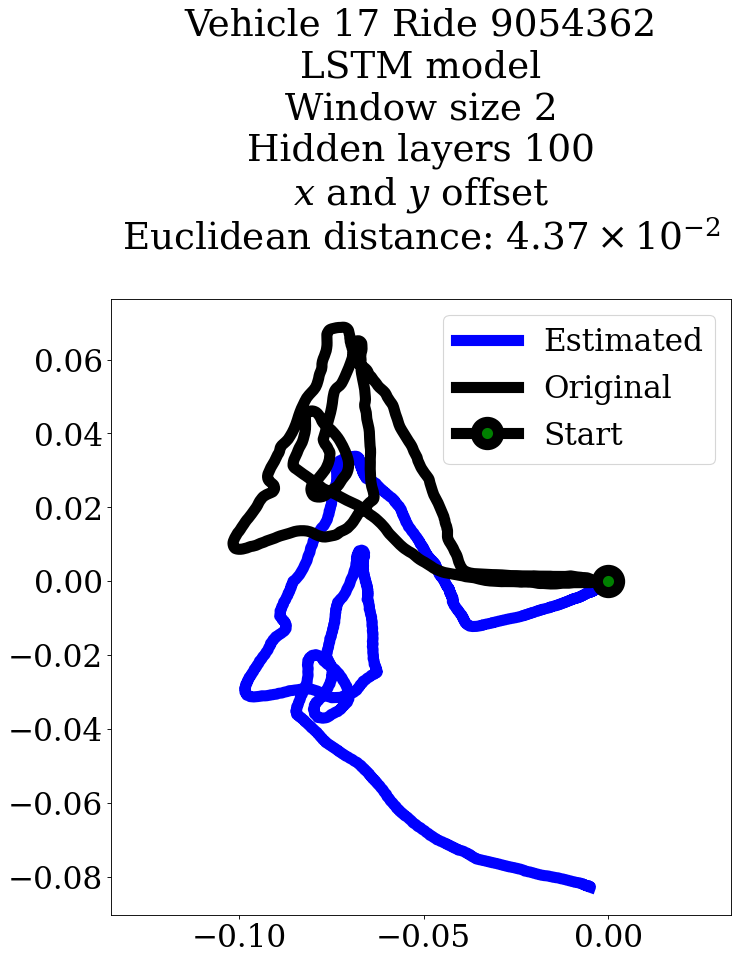 Vehicle 17 Ride 9054362
LSTM model
Window size 2
Hidden layers 100
x and y offset
Euclidean distance: 4.37 × 10⁻²
Estimated
Original
Start
0.06
0.04
0.02
0.00
−0.02
−0.04
−0.06
−0.08
−0.10
−0.05
0.00